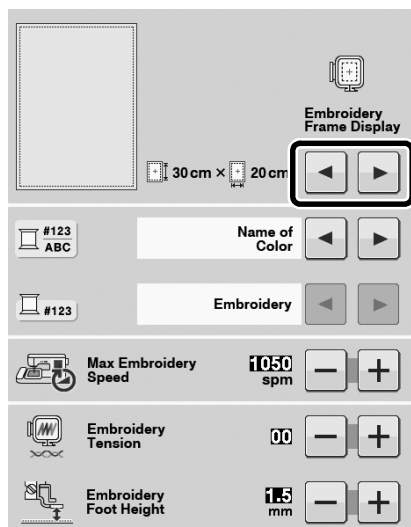 Embroidery
Frame Display
30 cm × 20 cm
#123
ABC
Name of
Color
#123
Embroidery
Max Embroidery
Speed
1050
spm
Embroidery
Tension
00
Embroidery
Foot Height
1.5
mm